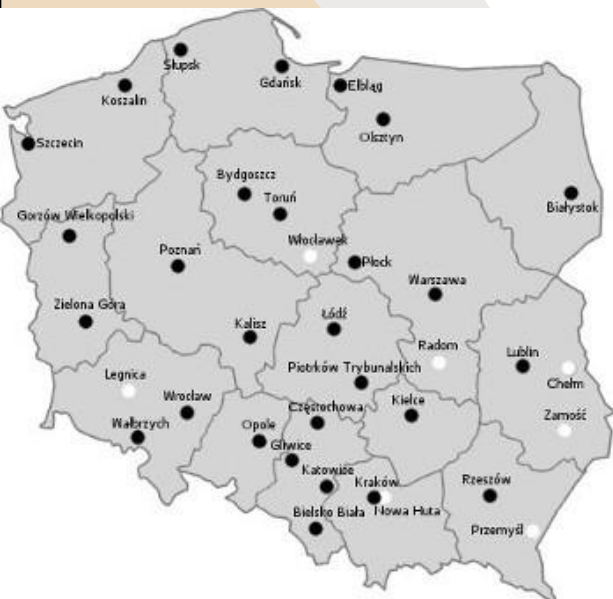 Słupsk
Gdańsk
Koszalin
Elbląg
Olsztyn
Szczecin
Bydgoszcz
Toruń
Białystok
Gorzów Wielkopolski
Włocławek
Poznań
Płock
Warszawa
Zielona Góra
Kalisz
Łódź
Radom
Lublin
Piotrków Trybunalskich
Legnica
Chełm
Wrocław
Częstochowa
Kielce
Zamość
Wałbrzych
Opole
Gliwice
Katowice
Kraków
Rzeszów
Bielsko Biała
Nowa Huta
Przemyśl